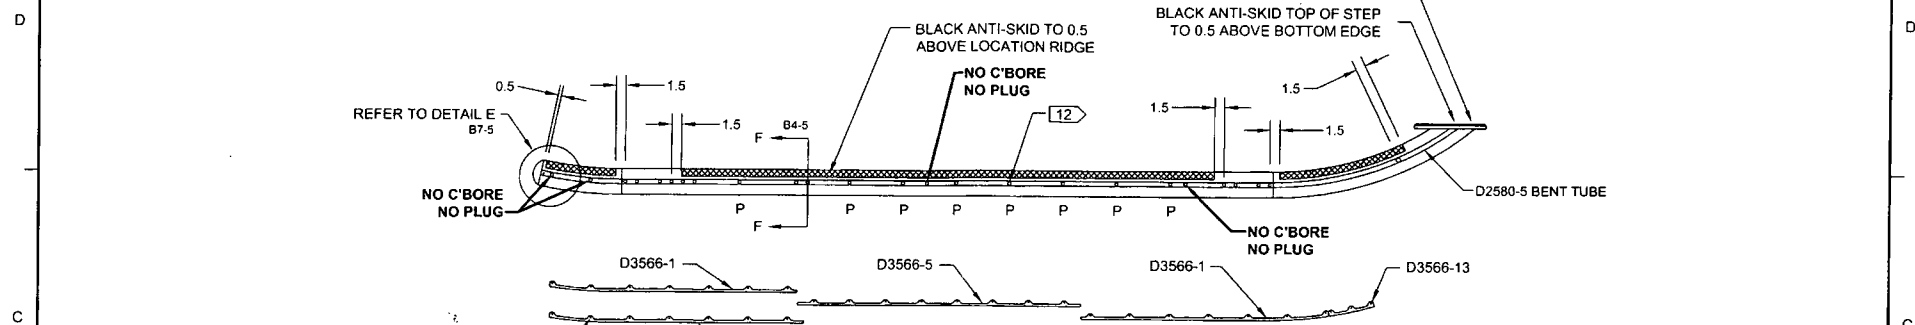 D
D
BLACK ANTI-SKID TOP OF STEP
TO 0.5 ABOVE BOTTOM EDGE
BLACK ANTI-SKID TO 0.5
ABOVE LOCATION RIDGE
NO C'BORE
NO PLUG
0.5
1.5
1.5
1.5
REFER TO DETAIL E
B7-5
1.5
F
B4-5
12
1.5
NO C'BORE
NO PLUG
D2580-5 BENT TUBE
P P P P P P P P
F
NO C'BORE
NO PLUG
D3566-1
D3566-5
D3566-1
D3566-13
C
C